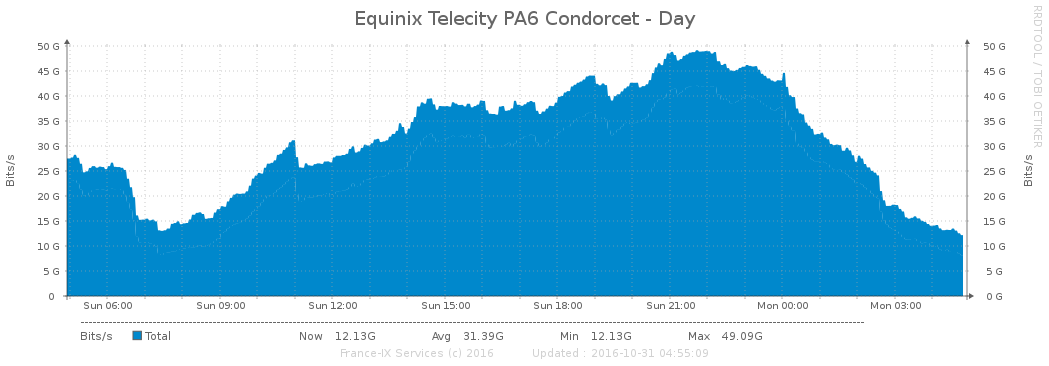 Equinix Telecity PA6 Condorcet - Day
RRDTOOL / TOBI OETIKER
50 G 50 G
45 G 45 G
40 G 40 G
35 G 35 G
30 G 30 G
25 G 25 G
20 G 20 G
15 G 15 G
10 G 10 G
5 G 5 G
0 0 G
Bits/s Bits/s
Sun 06:00 Sun 09:00 Sun 12:00 Sun 15:00 Sun 18:00 Sun 21:00 Mon 00:00 Mon 03:00
Bits/s Total Now 12.13G Avg 31.39G Min 12.13G Max 49.09G
France-IX Services (c) 2016 Updated : 2016-10-31 04:55:09